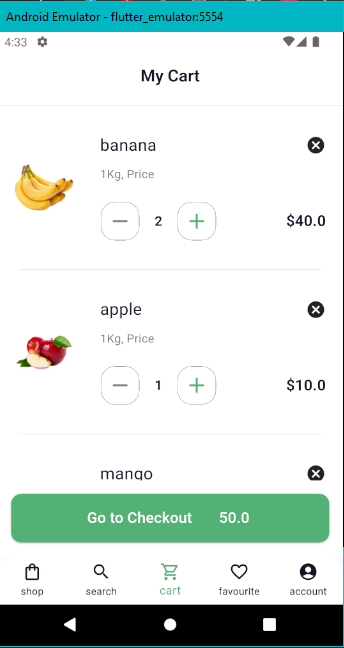 Android Emulator - flutter_emulator:5554
4:33
My Cart
banana
1Kg, Price
2
$40.0
apple
1Kg, Price
1
$10.0
mango
Go to Checkout 50.0
shop search cart favourite account